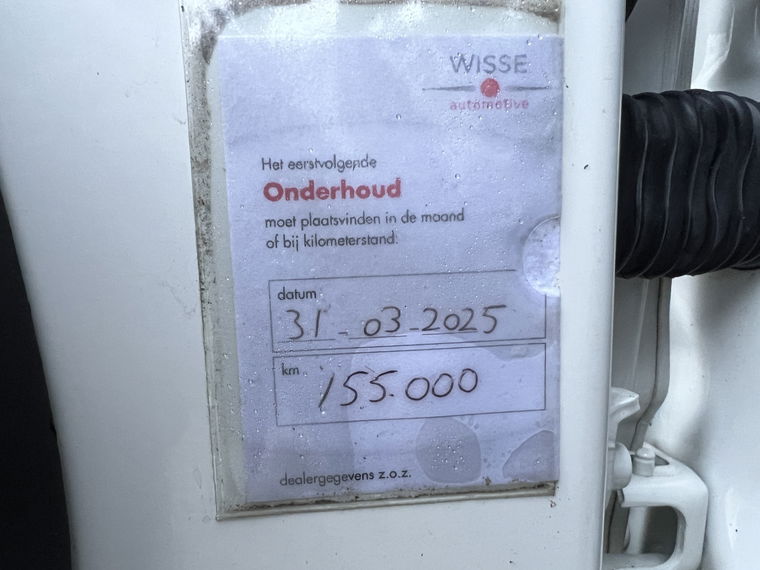 WISSE
automotive
Het eerstvolgende
Onderhoud
moet plaatsvinden in de maand
of bij kilometerstand:
datum
31-03-2025
km
155.000
dealergegevens z.o.z.